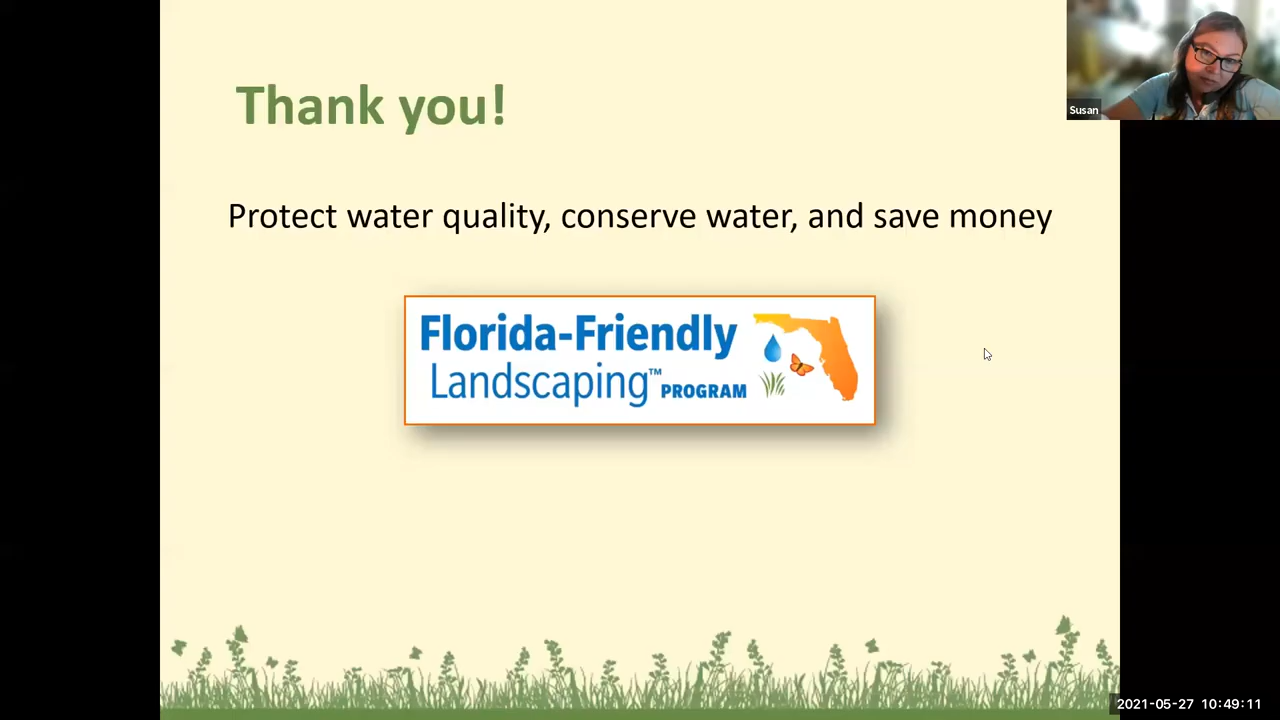 Thank you!
Susan
Protect water quality, conserve water, and save money
Florida-Friendly
Landscaping™ PROGRAM
2021-05-27 10:49:11